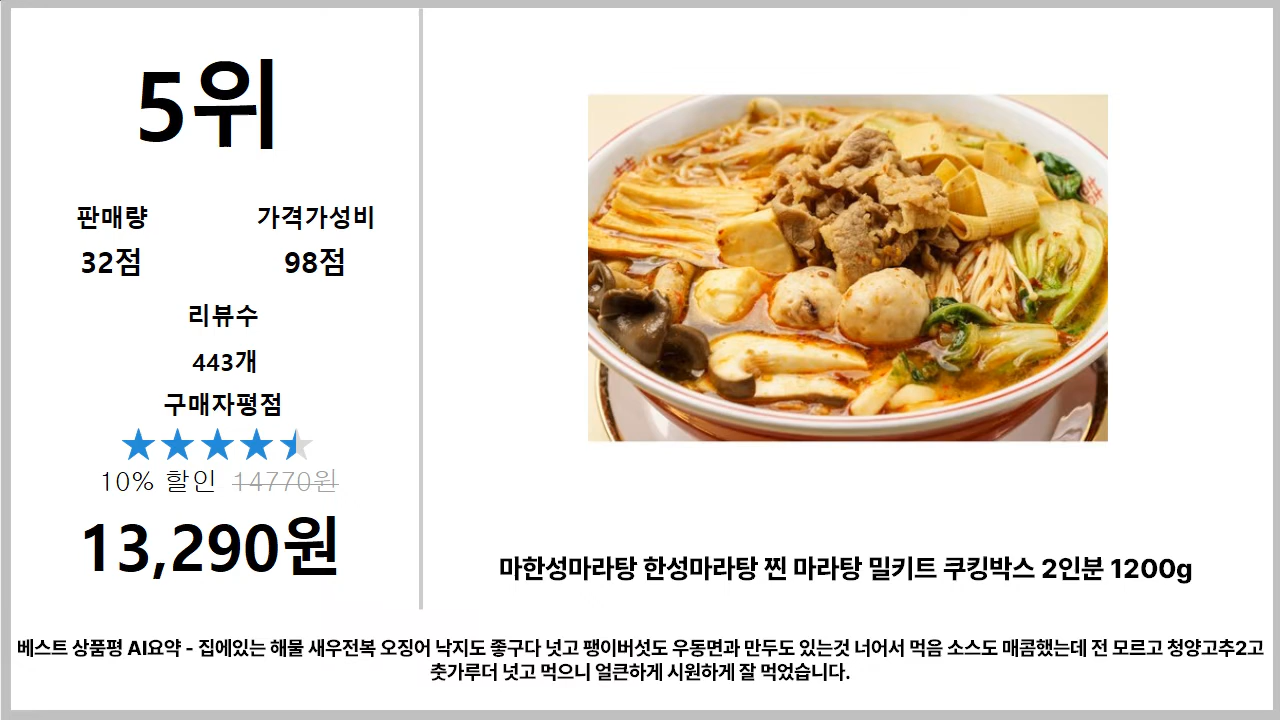 5위
판매량 가격가성비
32점 98점
리뷰수
443개
구매자평점
10% 할인 14770원
13,290원
마한성마라탕 한성마라탕 찐 마라탕 밀키트 쿠킹박스 2인분 1200g
베스트 상품평 AI요약 - 집에있는 해물 새우전복 오징어 낙지도 좋구다 넛고 팽이버섯도 우동면과 만두도 있는것 너어서 먹음 소스도 매콤했는데 전 모르고 청양고추2고
춧가루더 넛고 먹으니 얼큰하게 시원하게 잘 먹었습니다.